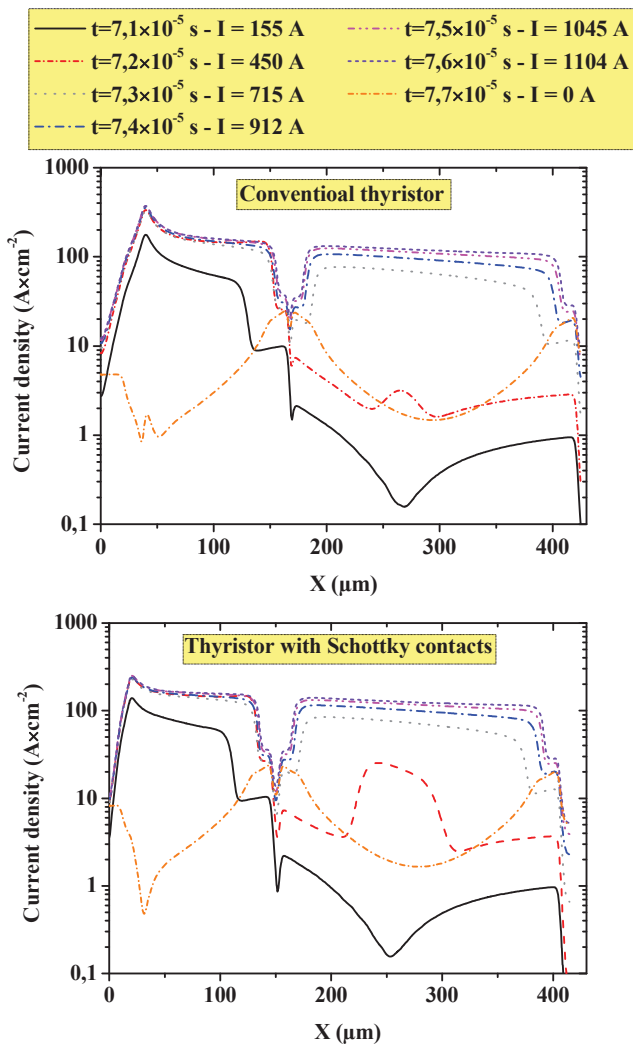 t=7,1×10⁻⁵ s - I = 155 A
t=7,5×10⁻⁵ s - I = 1045 A
t=7,2×10⁻⁵ s - I = 450 A
t=7,6×10⁻⁵ s - I = 1104 A
t=7,3×10⁻⁵ s - I = 715 A
t=7,7×10⁻⁵ s - I = 0 A
t=7,4×10⁻⁵ s - I = 912 A
Conventioal thyristor
Current density (A×cm⁻²)
1000
100
10
1
0,1
0
100
200
300
400
X (µm)
Thyristor with Schottky contacts
Current density (A×cm⁻²)
1000
100
10
1
0,1
0
100
200
300
400
X (µm)